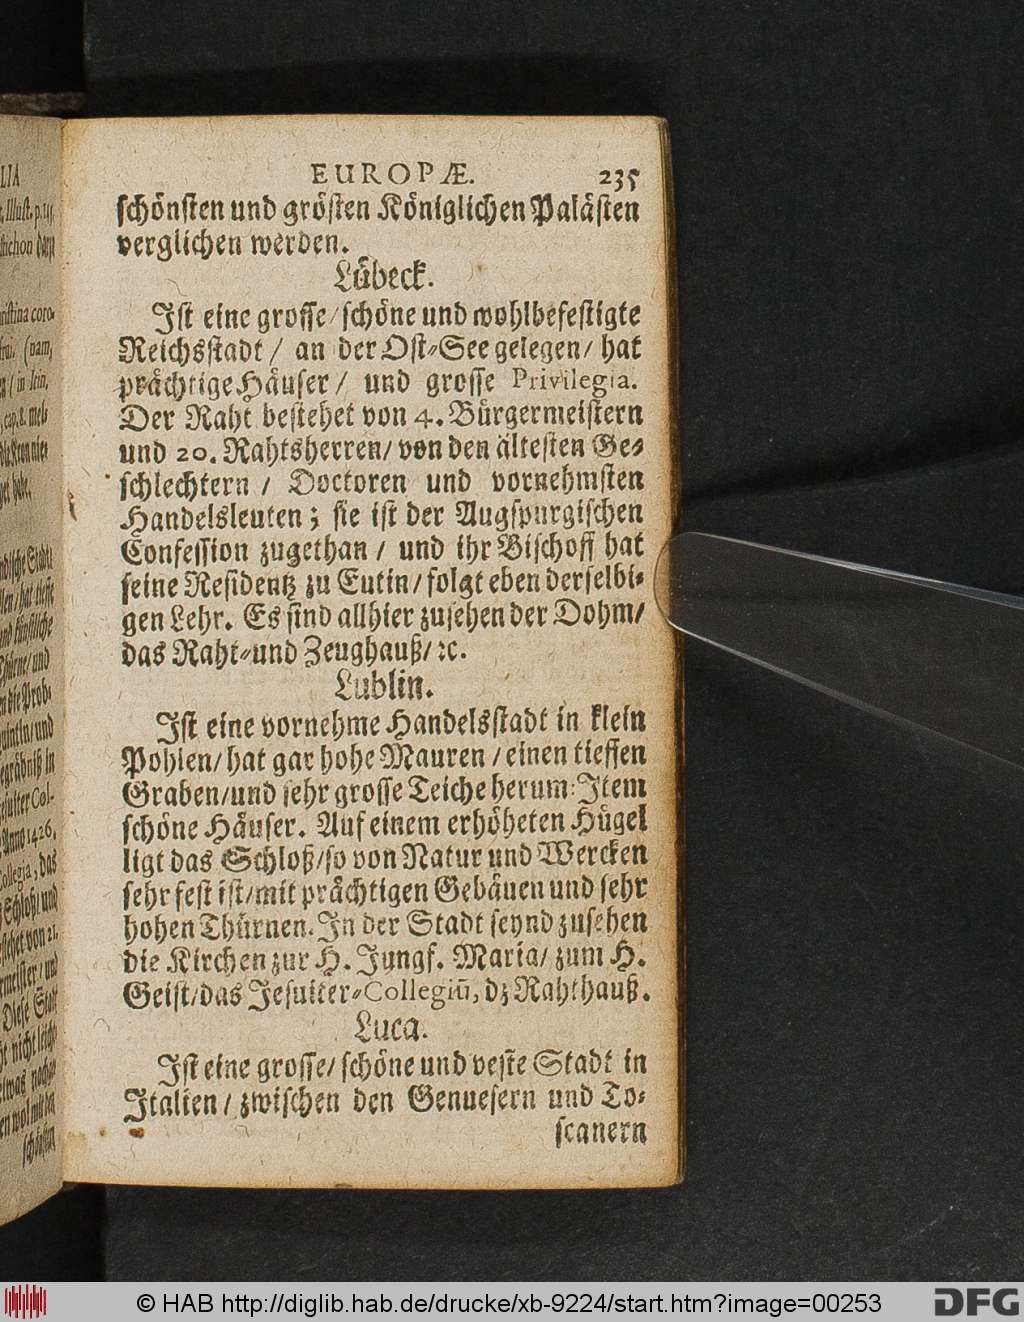 EUROPÆ. 235
schönsten und grösten Königlichen Palästen
verglichen werden.
Lübeck.
Ist eine grosse/schöne und wohlbefestigte
Reichsstadt/ an der Ost-See gelegen/ hat
prächtige Häuser/ und grosse Privilegia.
Der Raht bestehet von 4. Bürgermeistern
und 20. Rahtsherren/von den ältesten Ge-
schlechtern / Doctoren und vornehmsten
Handelsleuten; sie ist der Augspurgischen
Confession zugethan / und ihr Bischoff hat
seine Residentz zu Eutin/folgt eben derselbi-
gen Lehr. Es sind allhier zusehen der Dohm/
das Raht-und Zeughauß/ꝛc.
Lublin.
Ist eine vornehme Handelsstadt in klein
Pohlen/hat gar hohe Mauren/einen tieffen
Graben/und sehr grosse Teiche herum: Item
schöne Häuser. Auf einem erhöheten Hügel
ligt das Schloß/so von Natur und Wercken
sehr fest ist/mit prächtigen Gebäuen und sehr
hohen Thürnen. In der Stadt seynd zusehen
die Kirchen zur H. Jungf. Maria/ zum H.
Geist/das Jesuiter-Collegiū, dz Rahthauß.
Luca.
Ist eine grosse/schöne und veste Stadt in
Italien/zwischen den Genuesern und To-
scanern
© HAB http://diglib.hab.de/drucke/xb-9224/start.htm?image=00253
DFG